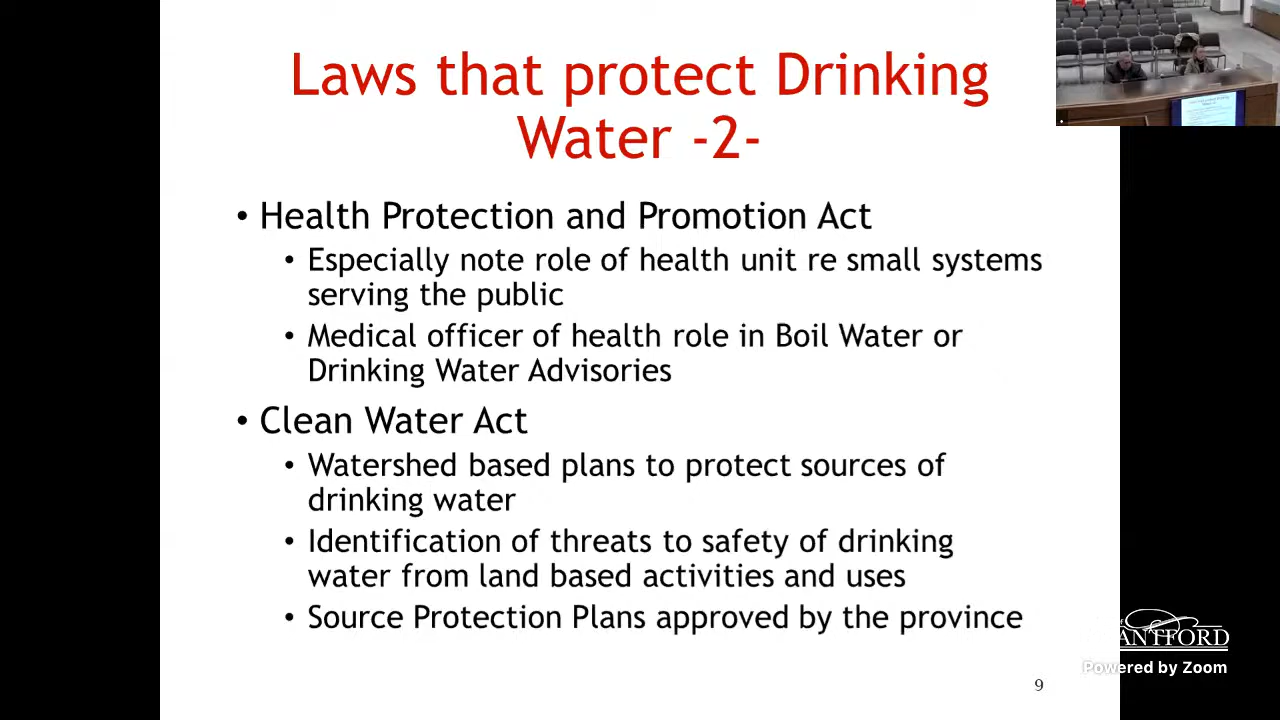 Laws that protect Drinking
Water -2-
• Health Protection and Promotion Act
• Especially note role of health unit re small systems
serving the public
• Medical officer of health role in Boil Water or
Drinking Water Advisories
• Clean Water Act
• Watershed based plans to protect sources of
drinking water
• Identification of threats to safety of drinking
water from land based activities and uses
• Source Protection Plans approved by the province
ANTFORD
Powered by Zoom
9